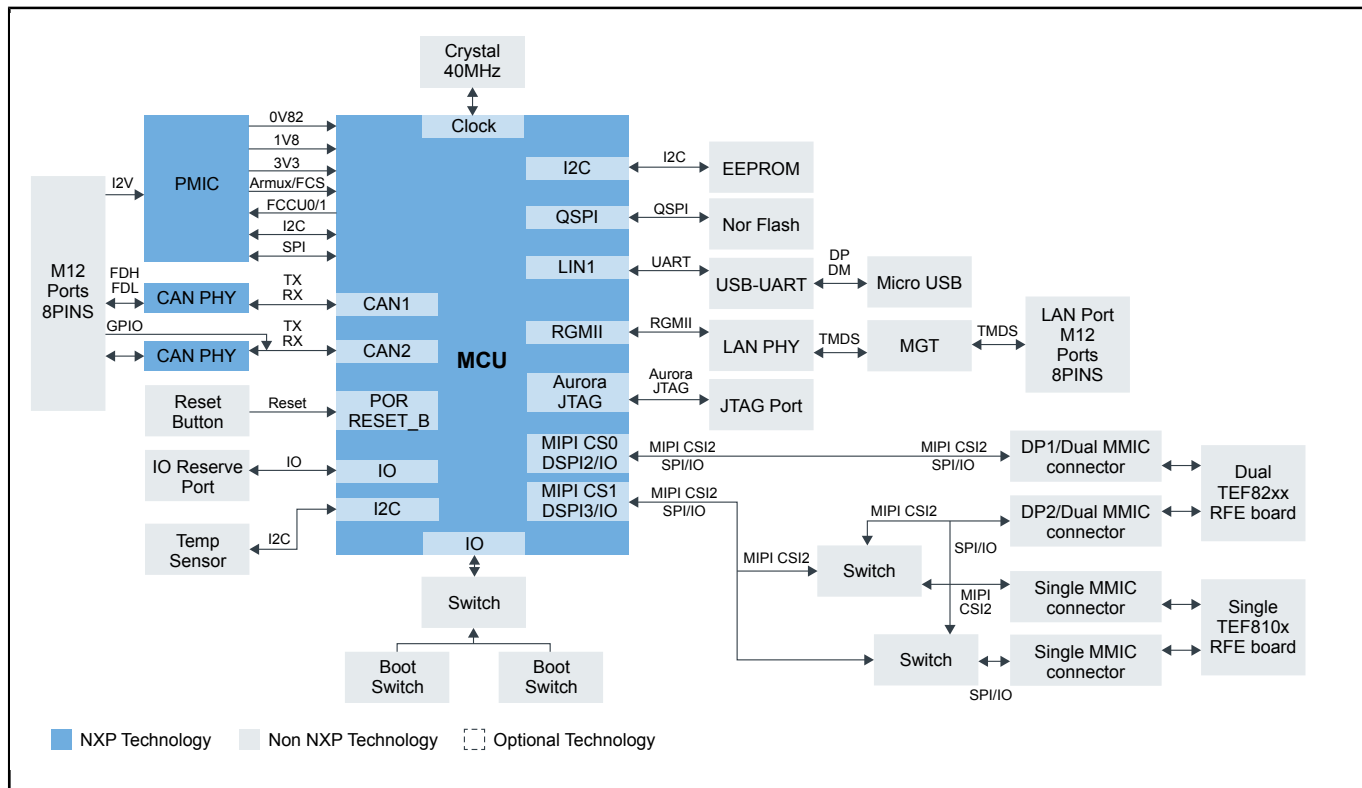 Crystal
40MHz
Clock
0V82
1V8
3V3
Armux/FCS
FCCU0/1
I2C
SPI
PMIC
I2V
M12
Ports
8PINS
FDH
FDL
CAN PHY
TX
RX
CAN1
GPIO
CAN PHY
TX
RX
CAN2
MCU
Reset
Button
Reset
POR
RESET_B
IO Reserve
Port
IO
IO
Temp
Sensor
I2C
I2C
IO
Switch
Boot
Switch
Boot
Switch
I2C
I2C
EEPROM
QSPI
QSPI
Nor Flash
LIN1
UART
USB-UART
DP
DM
Micro USB
RGMII
RGMII
LAN PHY
TMDS
MGT
TMDS
LAN Port
M12
Ports
8PINS
Aurora
JTAG
Aurora
JTAG
JTAG Port
MIPI CS0
DSPI2/IO
MIPI CSI2
SPI/IO
MIPI CSI2
SPI/IO
DP1/Dual MMIC
connector
Dual
TEF82xx
RFE board
MIPI CS1
DSPI3/IO
MIPI CSI2
SPI/IO
MIPI CSI2
SPI/IO
DP2/Dual MMIC
connector
MIPI CSI2
Switch
MIPI
CSI2
Single MMIC
connector
Single
TEF810x
RFE board
Switch
SPI/IO
Single MMIC
connector
NXP Technology
Non NXP Technology
Optional Technology